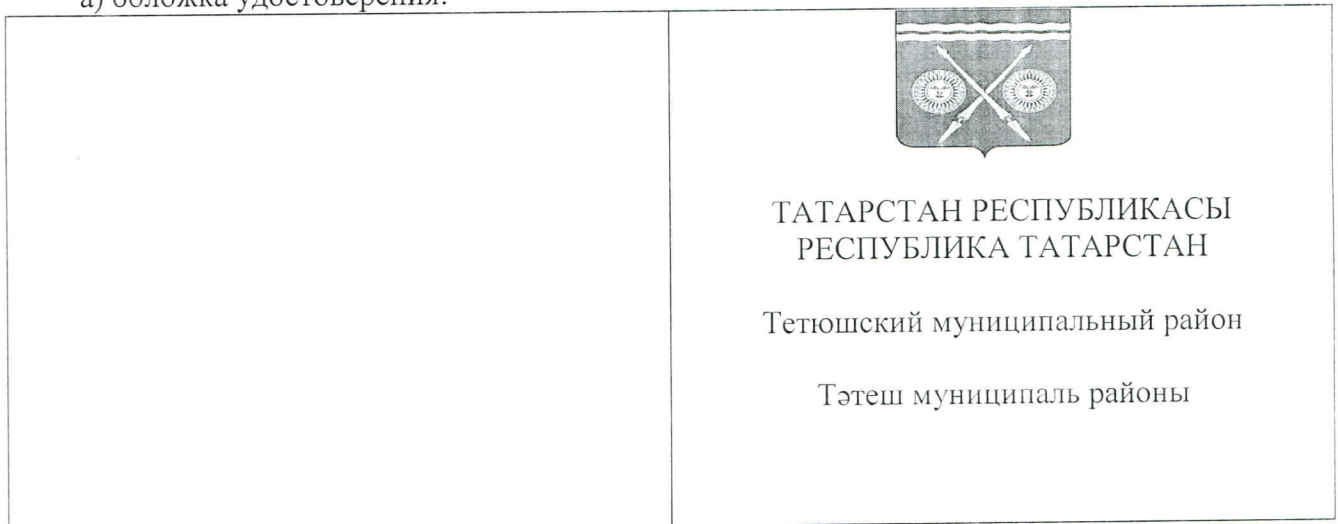 а) обложка удостоверения:
ТАТАРСТАН РЕСПУБЛИКАСЫ
РЕСПУБЛИКА ТАТАРСТАН
Тетюшский муниципальный район
Тәтеш муниципаль районы